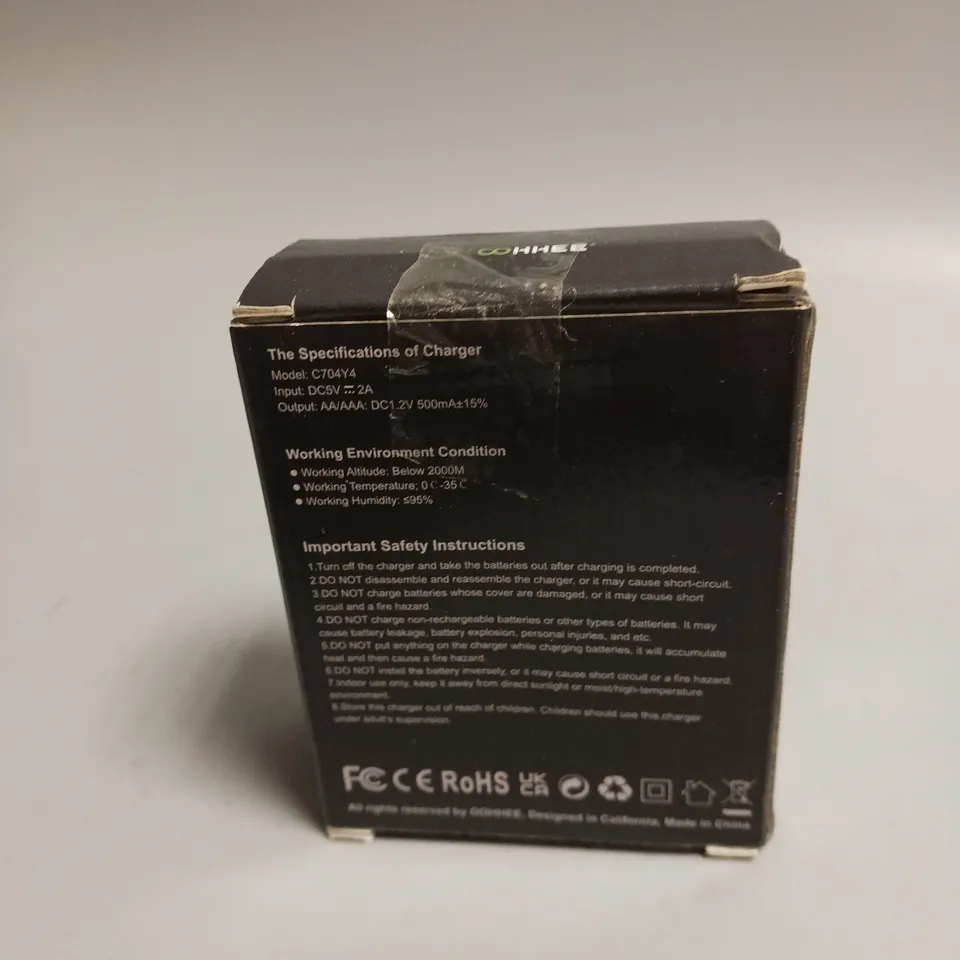 OOHHEE
The Specifications of Charger
Model: C704Y4
Input: DC5V ⎓ 2A
Output: AA/AAA: DC1.2V 500mA±15%
Working Environment Condition
● Working Altitude: Below 2000M
● Working Temperature; 0℃-35℃
● Working Humidity: ≤95%
Important Safety Instructions
1.Turn off the charger and take the batteries out after charging is completed.
2.DO NOT disassemble and reassemble the charger, or it may cause short-circuit.
3.DO NOT charge batteries whose cover are damaged, or it may cause short
circuit and a fire hazard.
4.DO NOT charge non-rechargeable batteries or other types of batteries. It may
cause battery leakage, battery explosion, personal injuries, and etc.
5.DO NOT put anything on the charger while charging batteries, it will accumulate
heat and then cause a fire hazard.
6.DO NOT install the battery inversely, or it may cause short circuit or a fire hazard.
7.Indoor use only, keep it away from direct sunlight or moist/high-temperature
environment.
8.Store this charger out of reach of children. Children should use this charger
under adult's supervision.
FC CE RoHS UK
CA
All rights reserved by OOHHEE. Designed in California. Made in China